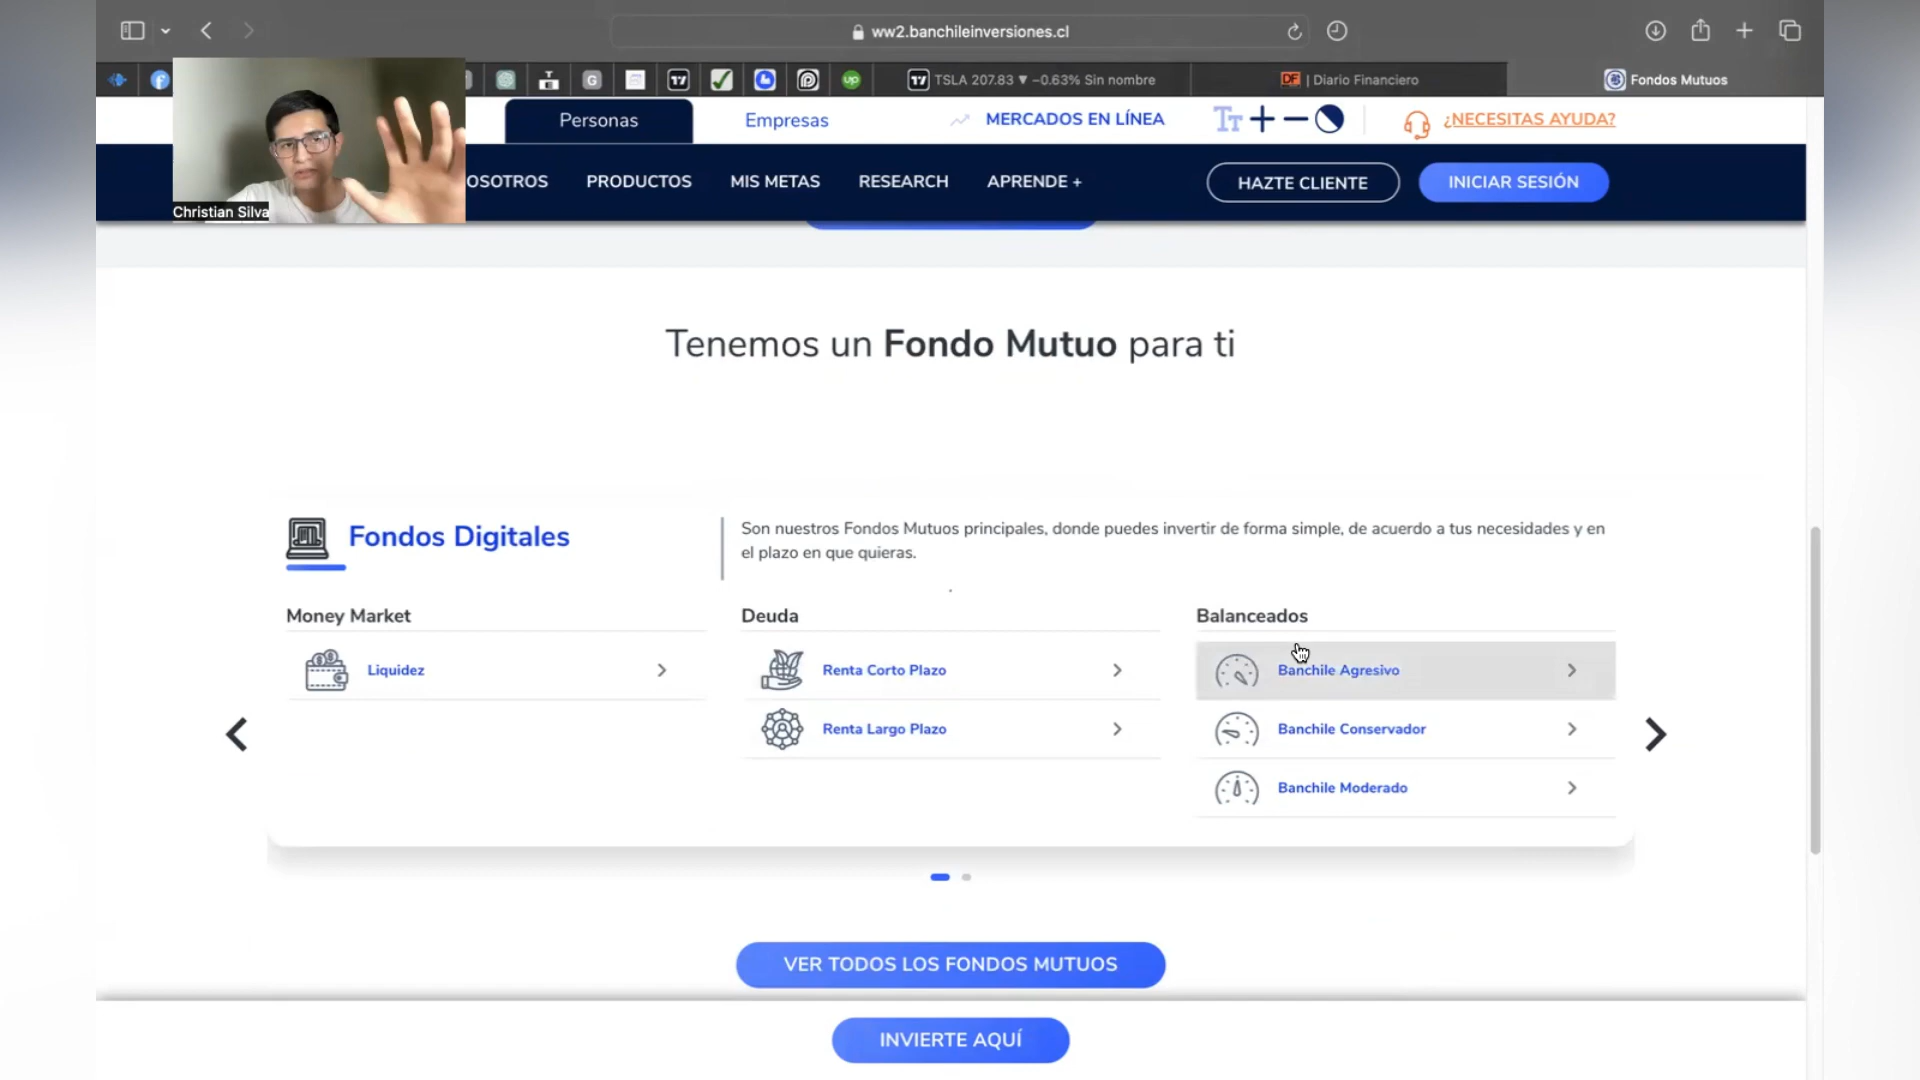 ww2.banchileinversiones.cl
TSLA 207.83 ▼ −0.63% Sin nombre
DF | Diario Financiero
Fondos Mutuos
Personas
Empresas
MERCADOS EN LÍNEA
¿NECESITAS AYUDA?
OSOTROS
PRODUCTOS
MIS METAS
RESEARCH
APRENDE +
HAZTE CLIENTE
INICIAR SESIÓN
Christian Silva
Tenemos un Fondo Mutuo para ti
Fondos Digitales
Son nuestros Fondos Mutuos principales, donde puedes invertir de forma simple, de acuerdo a tus necesidades y en
el plazo en que quieras.
Money Market
Liquidez
Deuda
Renta Corto Plazo
Renta Largo Plazo
Balanceados
Banchile Agresivo
Banchile Conservador
Banchile Moderado
VER TODOS LOS FONDOS MUTUOS
INVIERTE AQUÍ